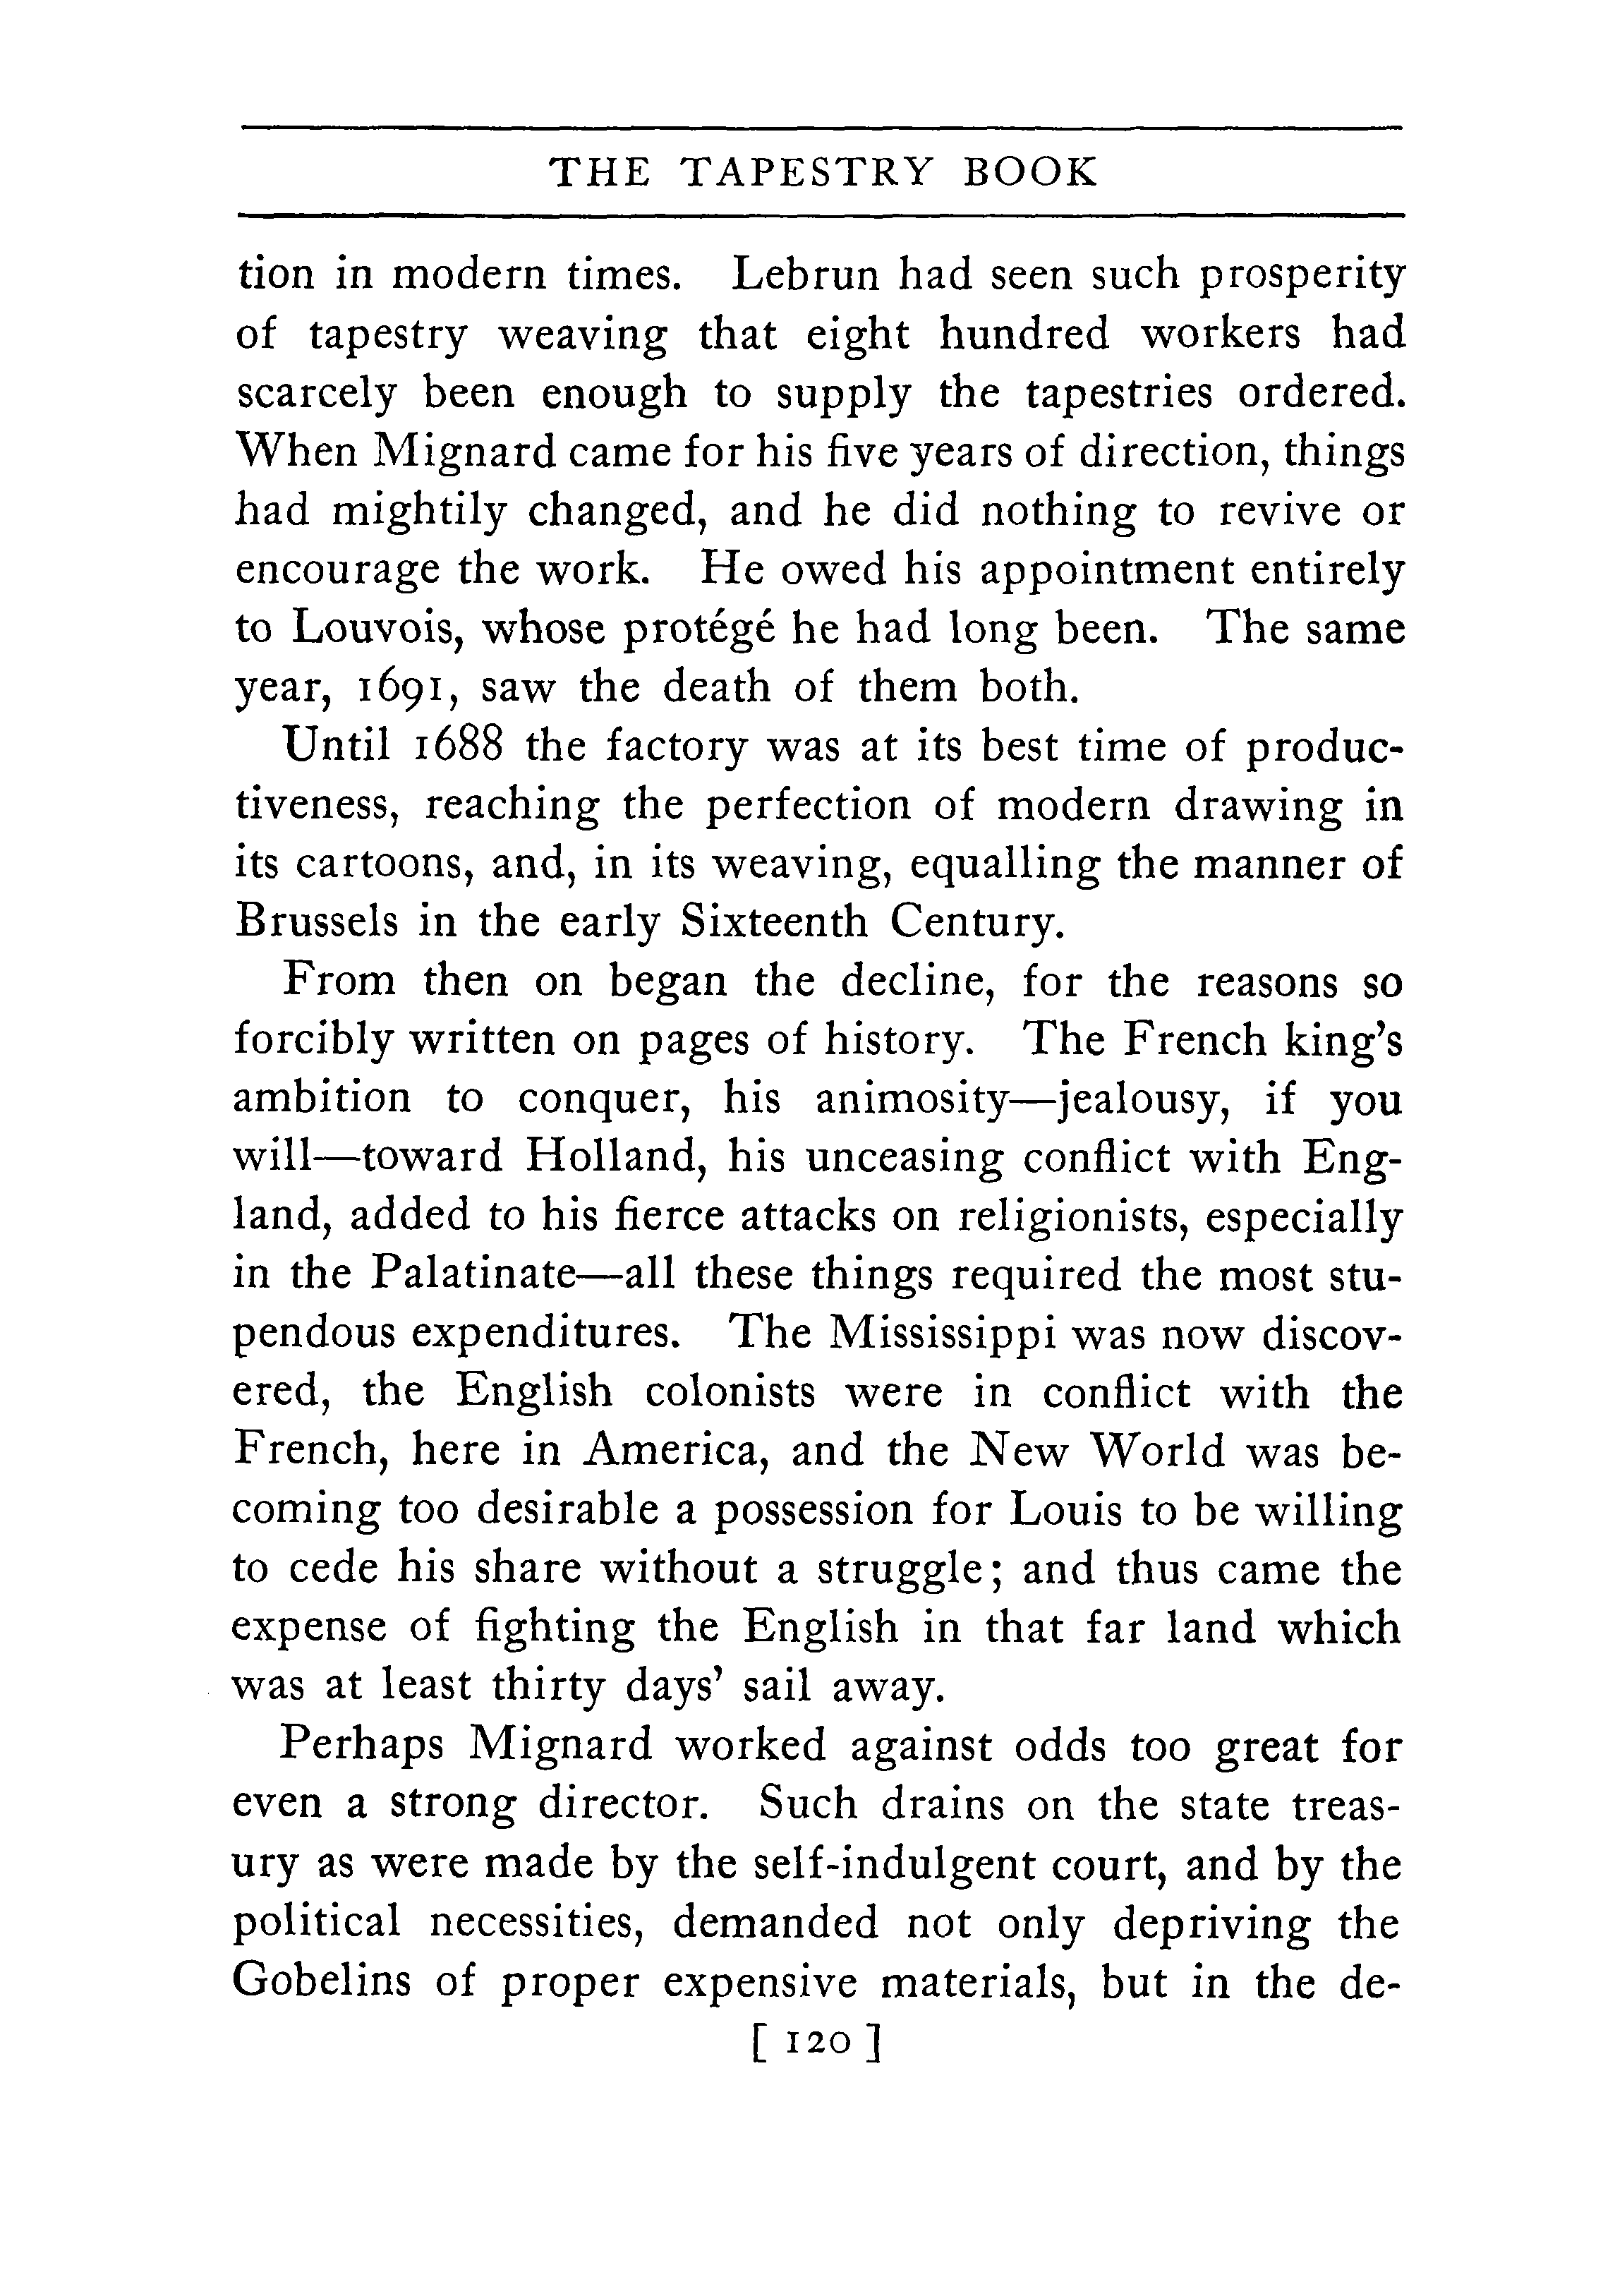 THE TAPESTRY BOOK
tion in modern times. Lebrun had seen such prosperity
of tapestry weaving that eight hundred workers had
scarcely been enough to supply the tapestries ordered.
When Mignard came for his five years of direction, things
had mightily changed, and he did nothing to revive or
encourage the work. He owed his appointment entirely
to Louvois, whose protégé he had long been. The same
year, 1691, saw the death of them both.
Until 1688 the factory was at its best time of produc-
tiveness, reaching the perfection of modern drawing in
its cartoons, and, in its weaving, equalling the manner of
Brussels in the early Sixteenth Century.
From then on began the decline, for the reasons so
forcibly written on pages of history. The French king's
ambition to conquer, his animosity—jealousy, if you
will—toward Holland, his unceasing conflict with Eng-
land, added to his fierce attacks on religionists, especially
in the Palatinate—all these things required the most stu-
pendous expenditures. The Mississippi was now discov-
ered, the English colonists were in conflict with the
French, here in America, and the New World was be-
coming too desirable a possession for Louis to be willing
to cede his share without a struggle; and thus came the
expense of fighting the English in that far land which
was at least thirty days' sail away.
Perhaps Mignard worked against odds too great for
even a strong director. Such drains on the state treas-
ury as were made by the self-indulgent court, and by the
political necessities, demanded not only depriving the
Gobelins of proper expensive materials, but in the de-
[ 120 ]